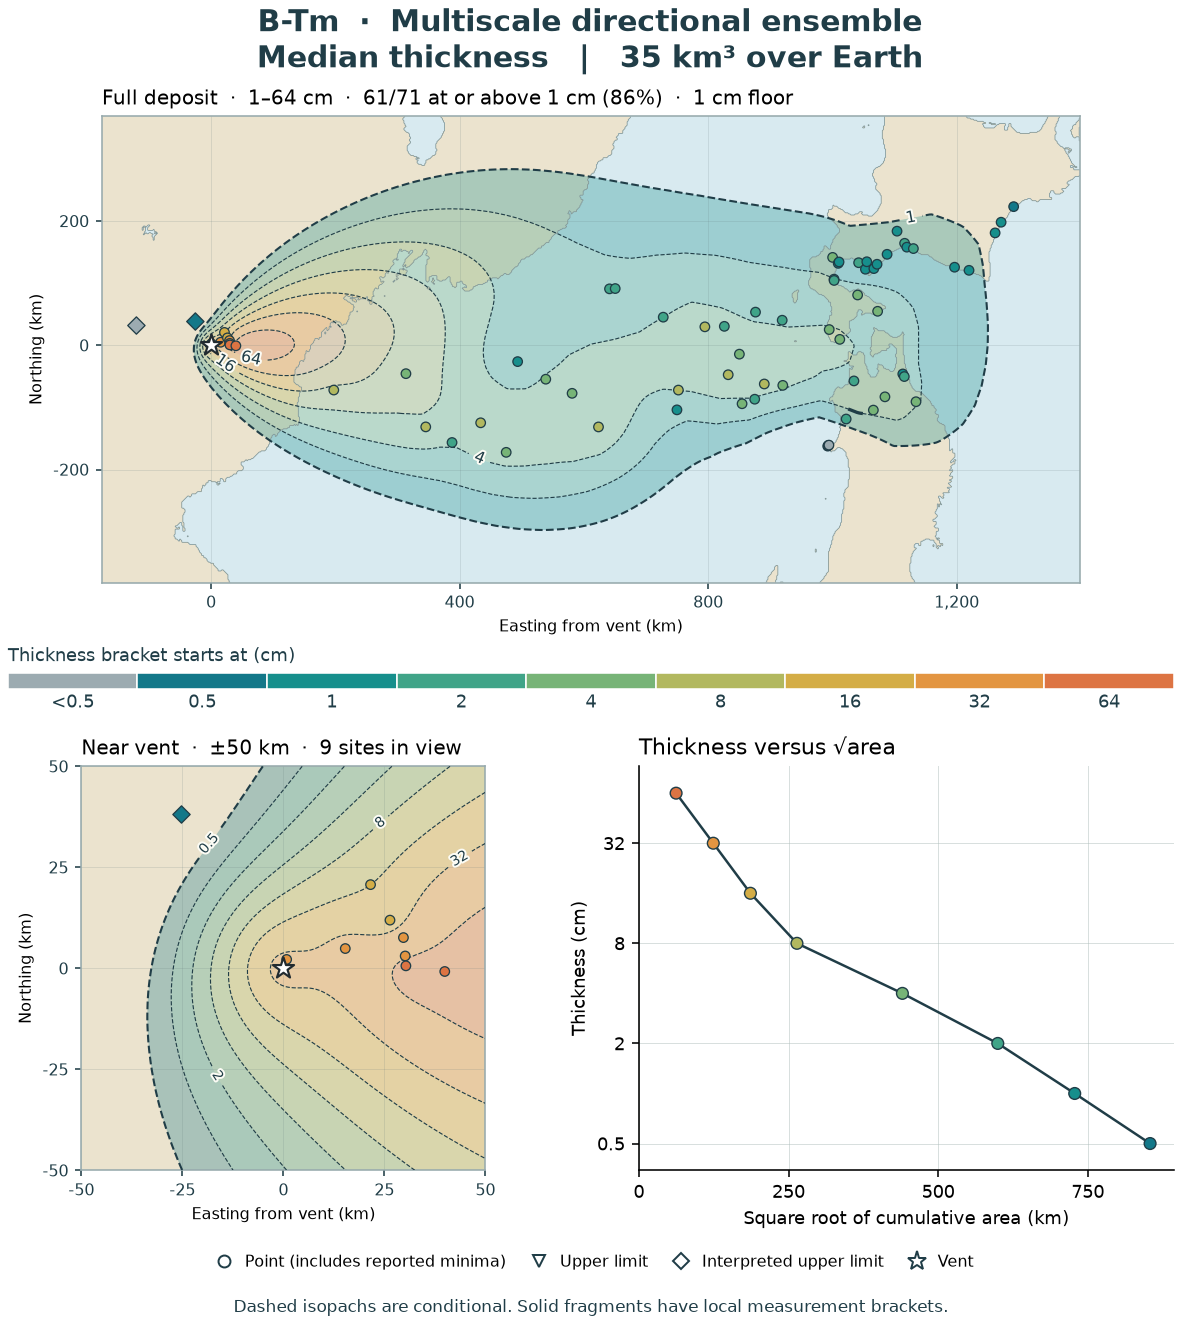 B-Tm · Multiscale directional ensemble
Median thickness | 35 km³ over Earth
Full deposit · 1–64 cm · 61/71 at or above 1 cm (86%) · 1 cm floor
Northing (km)
200
0
-200
1
16
64
4
0
400
800
1,200
Easting from vent (km)
Thickness bracket starts at (cm)
<0.5
0.5
1
2
4
8
16
32
64
Near vent · ±50 km · 9 sites in view
Northing (km)
50
25
0
-25
-50
0.5
8
32
2
-50
-25
0
25
50
Easting from vent (km)
Thickness versus √area
Thickness (cm)
32
8
2
0.5
0
250
500
750
Square root of cumulative area (km)
Point (includes reported minima)
Upper limit
Interpreted upper limit
Vent
Dashed isopachs are conditional. Solid fragments have local measurement brackets.